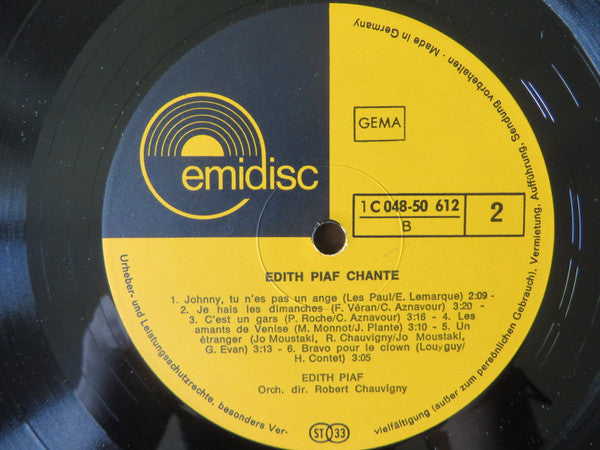 emidisc
GEMA
1 C 048-50 612
B
2
EDITH PIAF CHANTE
1. Johnny, tu n'es pas un ange (Les Paul/E. Lemarque) 2:09 -
2. Je hais les dimanches (F. Véran/C. Aznavour) 3:20 -
3. C'est un gars (P. Roche/C. Aznavour) 3:16 - 4. Les
amants de Venise (M. Monnot/J. Plante) 3:10 - 5. Un
étranger (Jo Moustaki, R. Chauvigny/Jo Moustaki,
G. Evan) 3:13 - 6. Bravo pour le clown (Louyguy/
H. Contet) 3:05
EDITH PIAF
Orch. dir. Robert Chauvigny
ST 33
Urheber- und Leistungsschutzrechte, besonders Ver-
vielfältigung (außer zum persönlichen Gebrauch), Vermietung, Aufführung, Sendung vorbehalten · Made in Germany